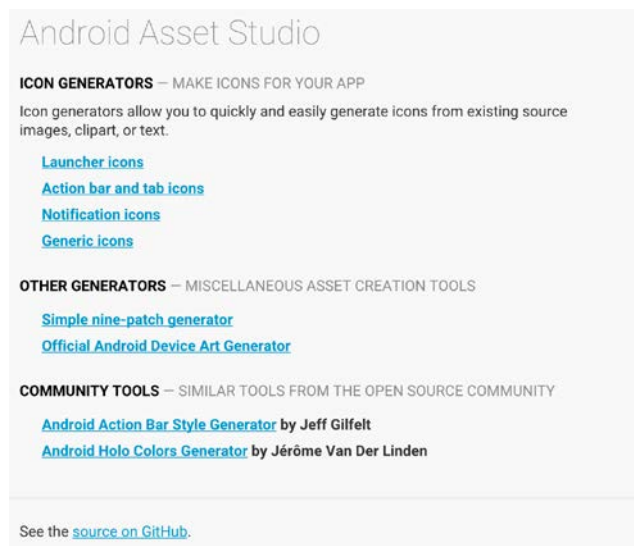 Android Asset Studio
ICON GENERATORS — MAKE ICONS FOR YOUR APP
Icon generators allow you to quickly and easily generate icons from existing source
images, clipart, or text.
Launcher icons
Action bar and tab icons
Notification icons
Generic icons
OTHER GENERATORS — MISCELLANEOUS ASSET CREATION TOOLS
Simple nine-patch generator
Official Android Device Art Generator
COMMUNITY TOOLS — SIMILAR TOOLS FROM THE OPEN SOURCE COMMUNITY
Android Action Bar Style Generator by Jeff Gilfelt
Android Holo Colors Generator by Jérôme Van Der Linden
See the source on GitHub.